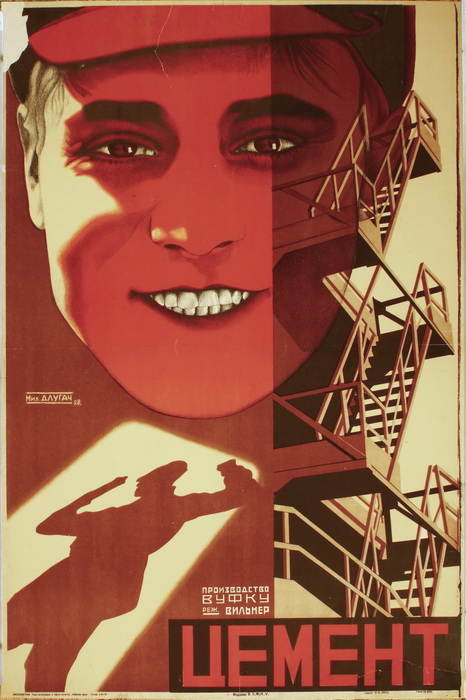 Мих. ДЛУГАЧ
28.
ПРОИЗВОДСТВО
ВУФКУ
РЕЖ. ВИЛЬНЕР
ЦЕМЕНТ